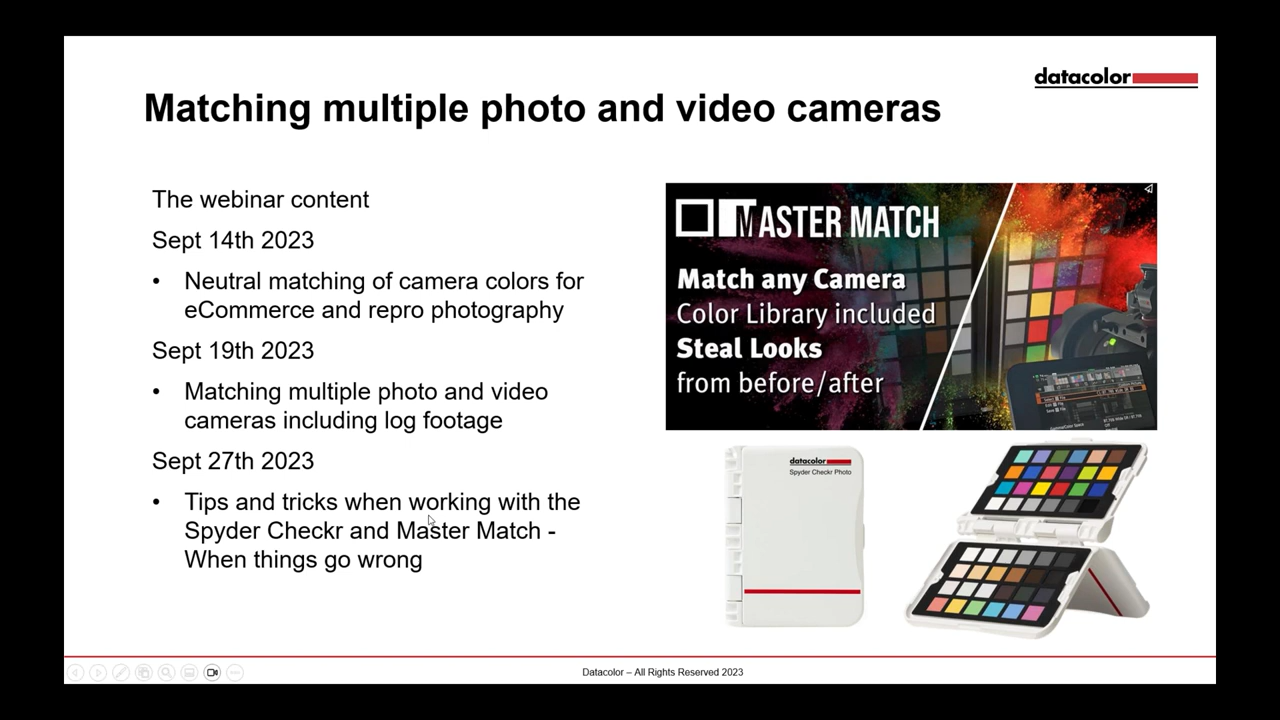 datacolor
Matching multiple photo and video cameras
The webinar content
Sept 14th 2023
• Neutral matching of camera colors for
eCommerce and repro photography
Sept 19th 2023
• Matching multiple photo and video
cameras including log footage
Sept 27th 2023
• Tips and tricks when working with the
Spyder Checkr and Master Match -
When things go wrong
MASTER MATCH
Match any Camera
Color Library included
Steal Looks
from before/after
datacolor
Spyder Checkr Photo
Datacolor – All Rights Reserved 2023